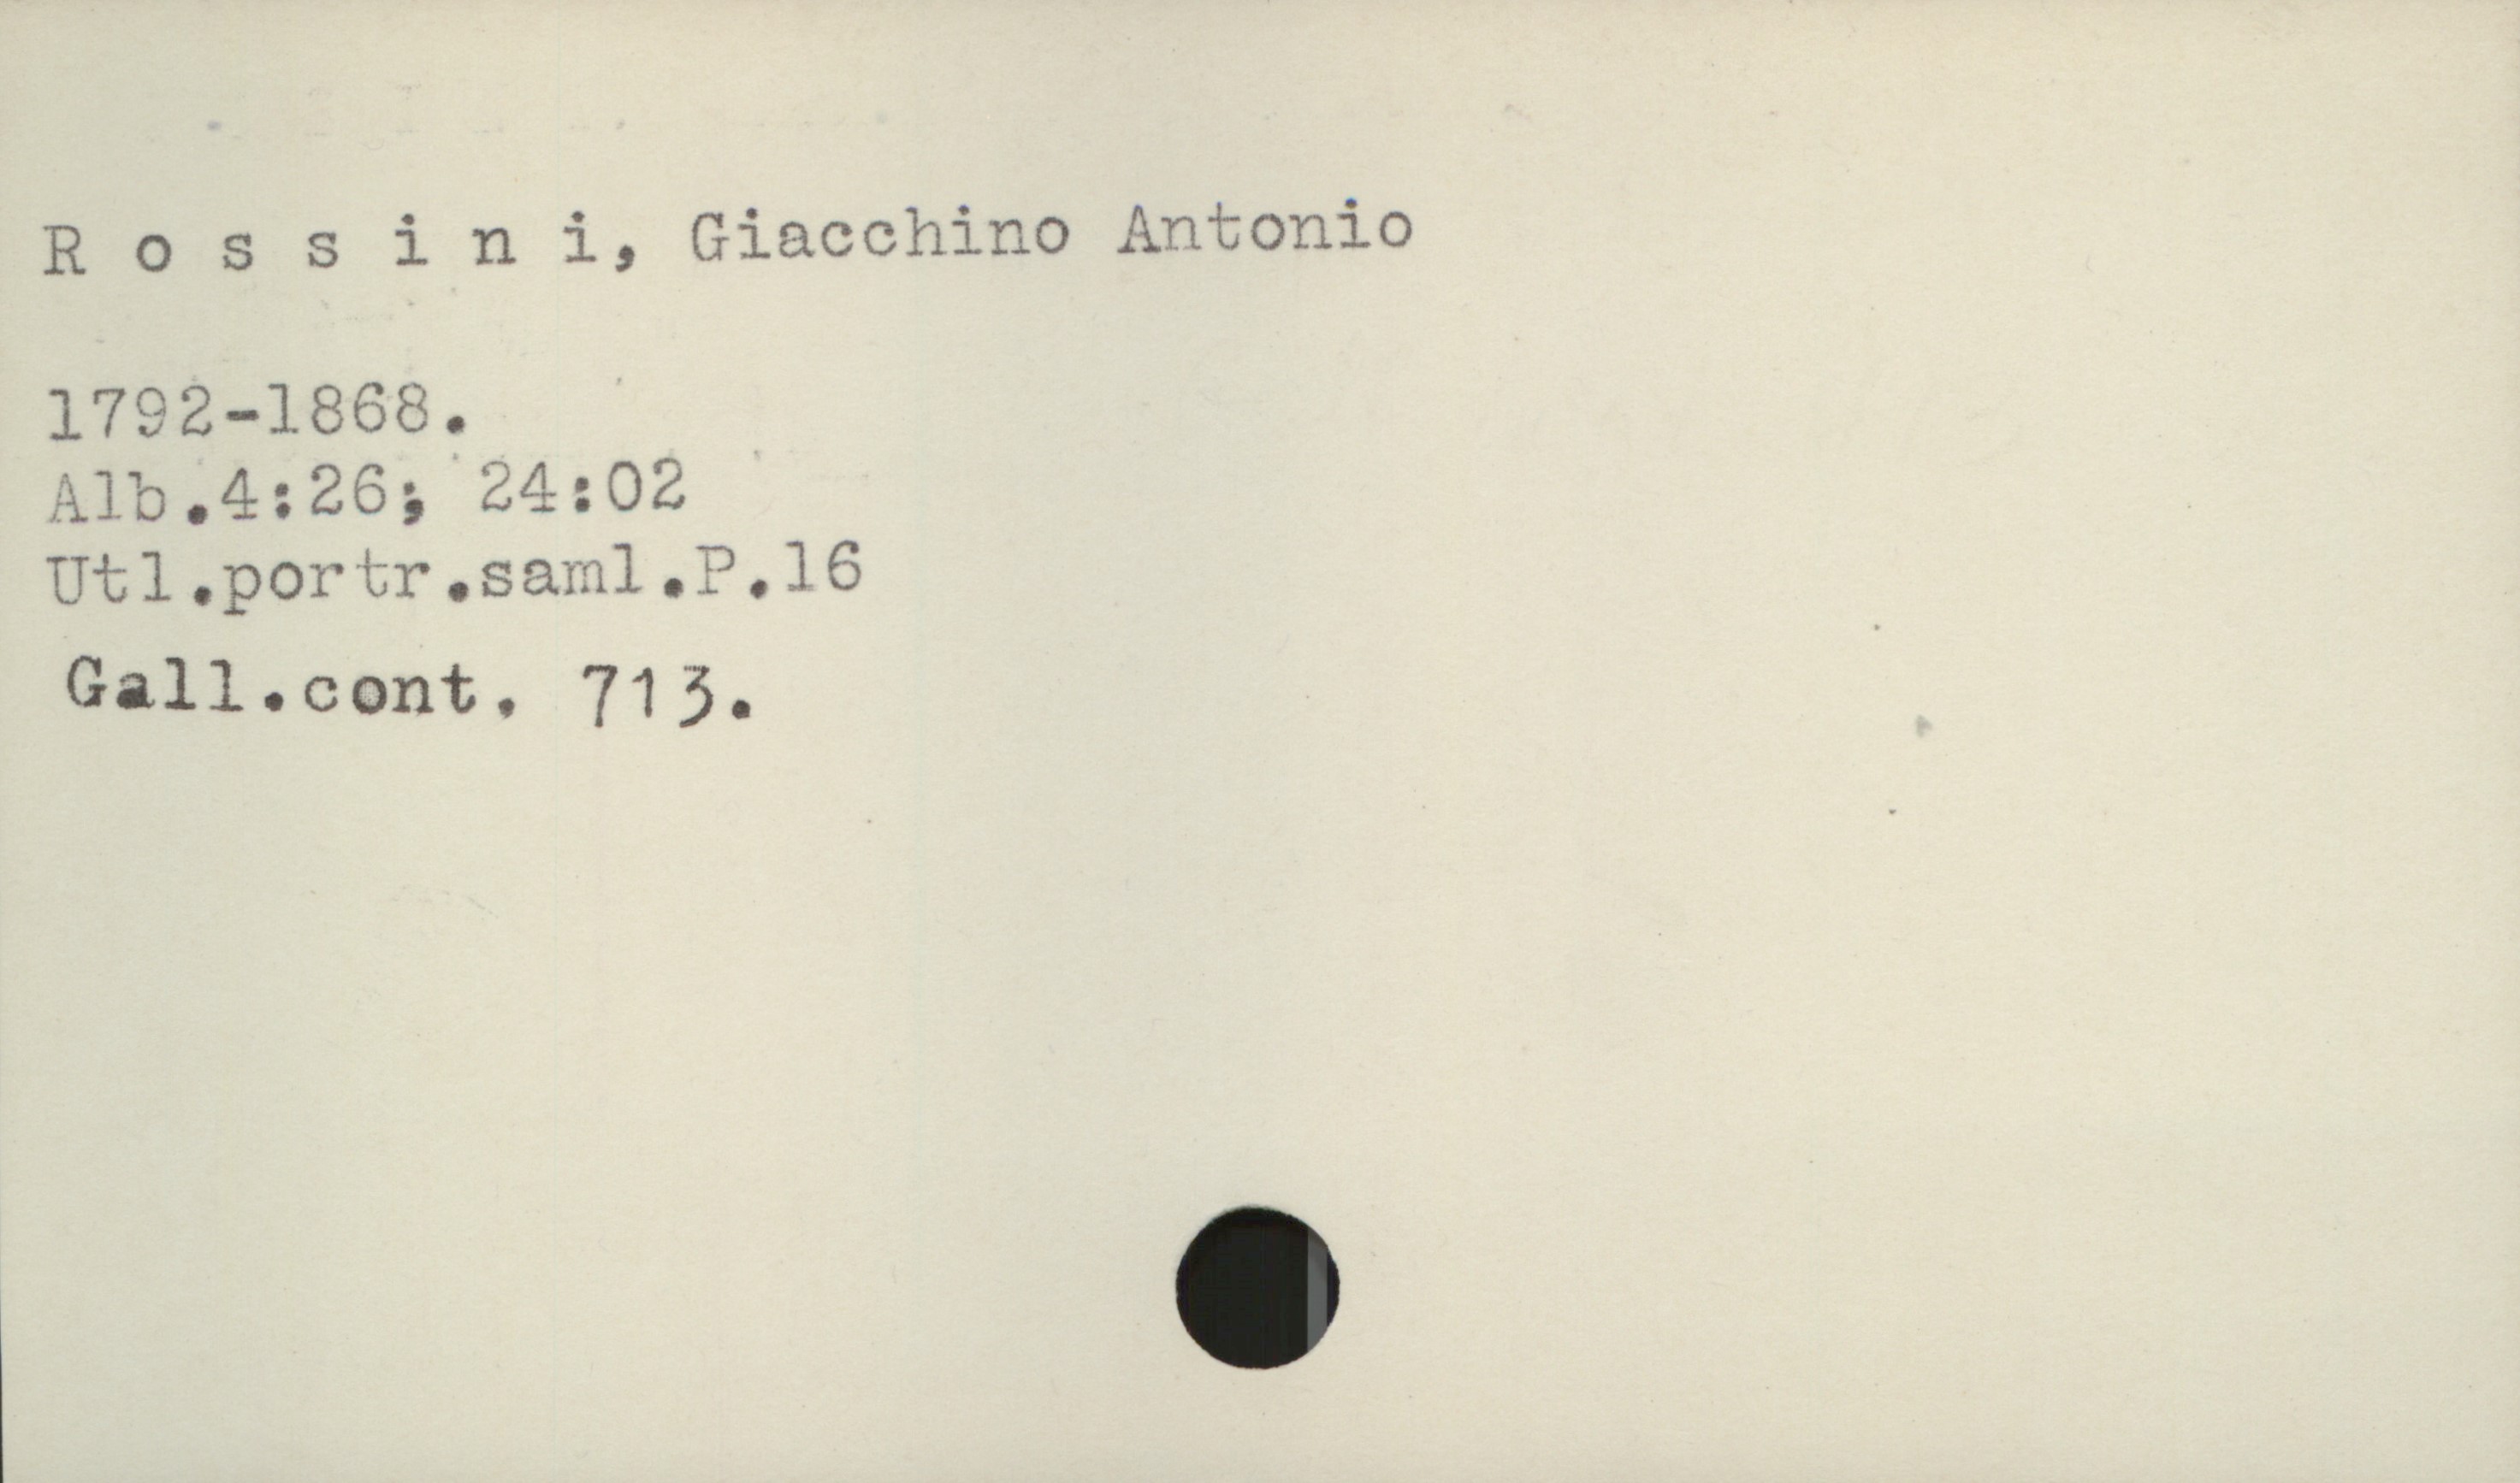 R o s s i n i, Giacchino Antonio
1792-1868.
Alb.4:26; 24:02
Utl.portr.saml.P.16
Gall.cont. 713.